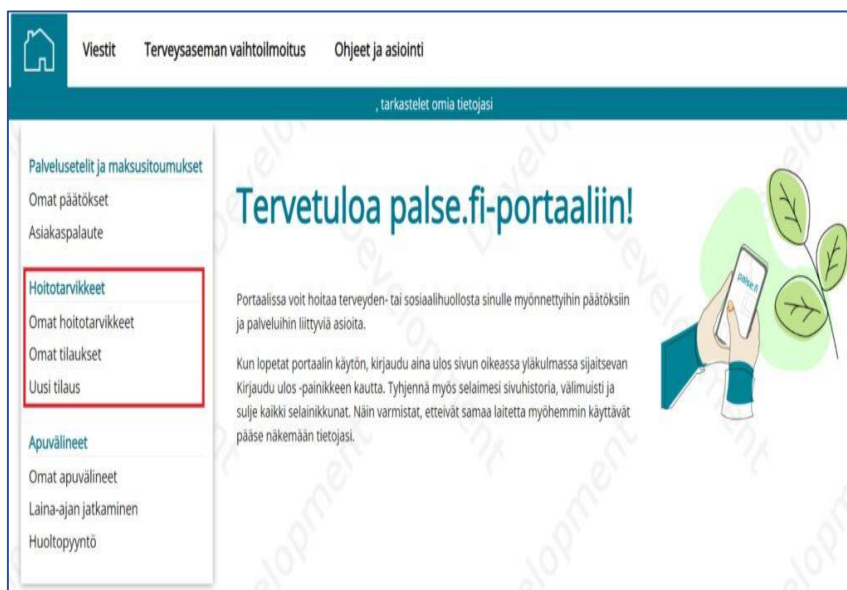 Viestit Terveysaseman vaihtoilmoitus Ohjeet ja asiointi
, tarkastelet omia tietojasi
Palvelusetelit ja maksusitoumukset
Omat päätökset
Asiakaspalaute
Hoitotarvikkeet
Omat hoitotarvikkeet
Omat tilaukset
Uusi tilaus
Apuvälineet
Omat apuvälineet
Laina-ajan jatkaminen
Huoltopyyntö
Tervetuloa palse.fi-portaaliin!
Portaalissa voit hoitaa terveyden- tai sosiaalihuollosta sinulle myönnettyihin päätöksiin
ja palveluihin liittyviä asioita.
Kun lopetat portaalin käytön, kirjaudu aina ulos sivun oikeassa yläkulmassa sijaitsevan
Kirjaudu ulos -painikkeen kautta. Tyhjennä myös selaimesi sivuhistoria, välimuisti ja
sulje kaikki selainikkunat. Näin varmistat, etteivät samaa laitetta myöhemmin käyttävät
pääse näkemään tietojasi.
palse.fi
Development